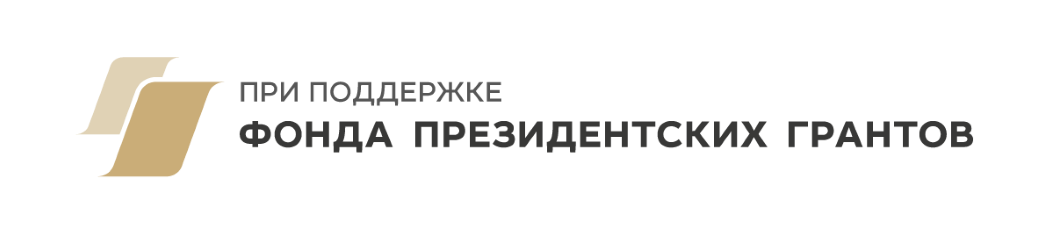 ПРИ ПОДДЕРЖКЕ
ФОНДА ПРЕЗИДЕНТСКИХ ГРАНТОВ